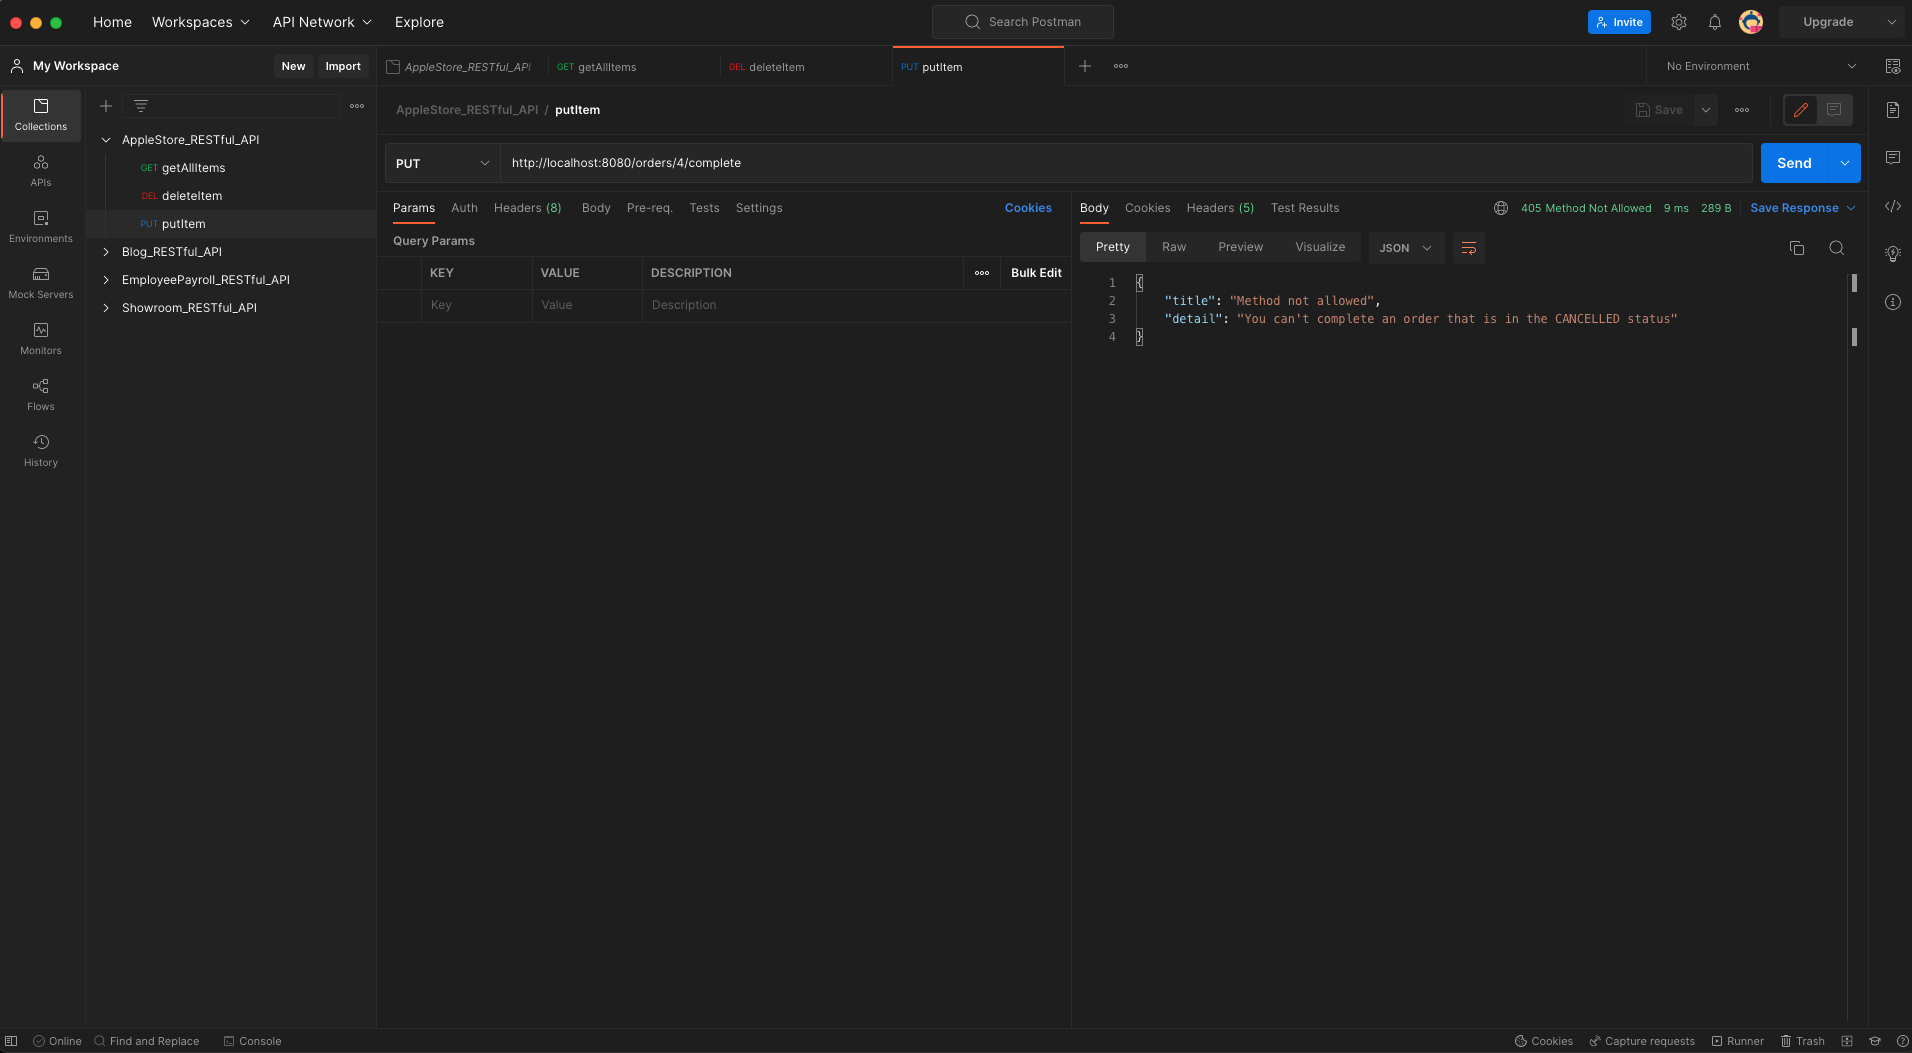 Home Workspaces API Network Explore Search Postman Invite Upgrade
My Workspace New Import AppleStore_RESTful_API GET getAllItems DEL deleteItem PUT putItem No Environment
AppleStore_RESTful_API / putItem Save
Collections
APIs
Environments
Mock Servers
Monitors
Flows
History
AppleStore_RESTful_API
GET getAllItems
DEL deleteItem
PUT putItem
Blog_RESTful_API
EmployeePayroll_RESTful_API
Showroom_RESTful_API
PUT http://localhost:8080/orders/4/complete Send
Params Auth Headers (8) Body Pre-req. Tests Settings Cookies
Query Params
KEY VALUE DESCRIPTION Bulk Edit
Key Value Description
Body Cookies Headers (5) Test Results 405 Method Not Allowed 9 ms 289 B Save Response
Pretty Raw Preview Visualize JSON
1 {
2 "title": "Method not allowed",
3 "detail": "You can't complete an order that is in the CANCELLED status"
4 }
Online Find and Replace Console Cookies Capture requests Runner Trash